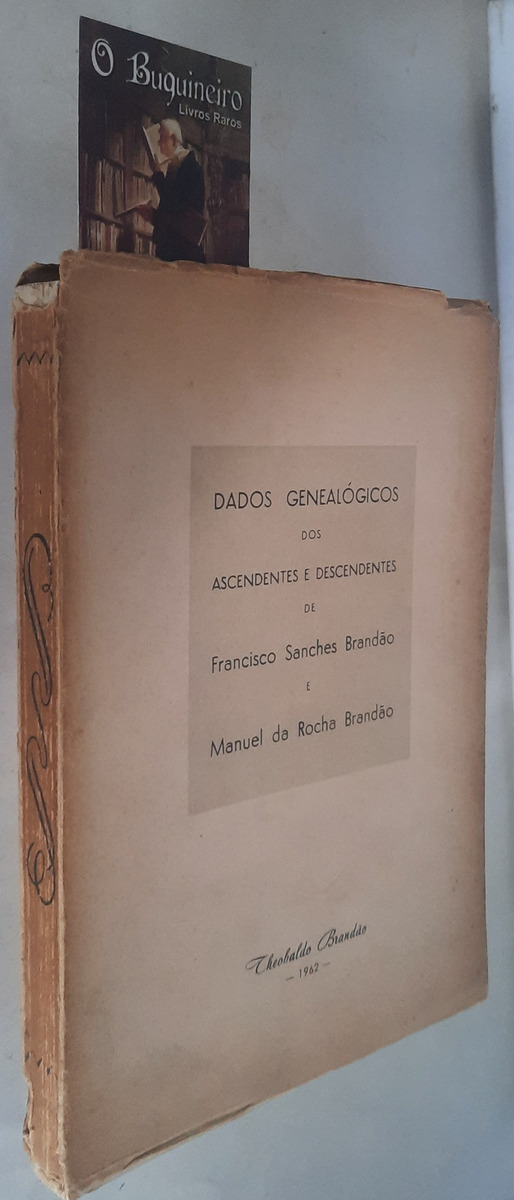 O Buquineiro
Livros Raros
DADOS GENEALÓGICOS
DOS
ASCENDENTES E DESCENDENTES
DE
Francisco Sanches Brandão
E
Manuel da Rocha Brandão
Theobaldo Brandão
— 1962 —